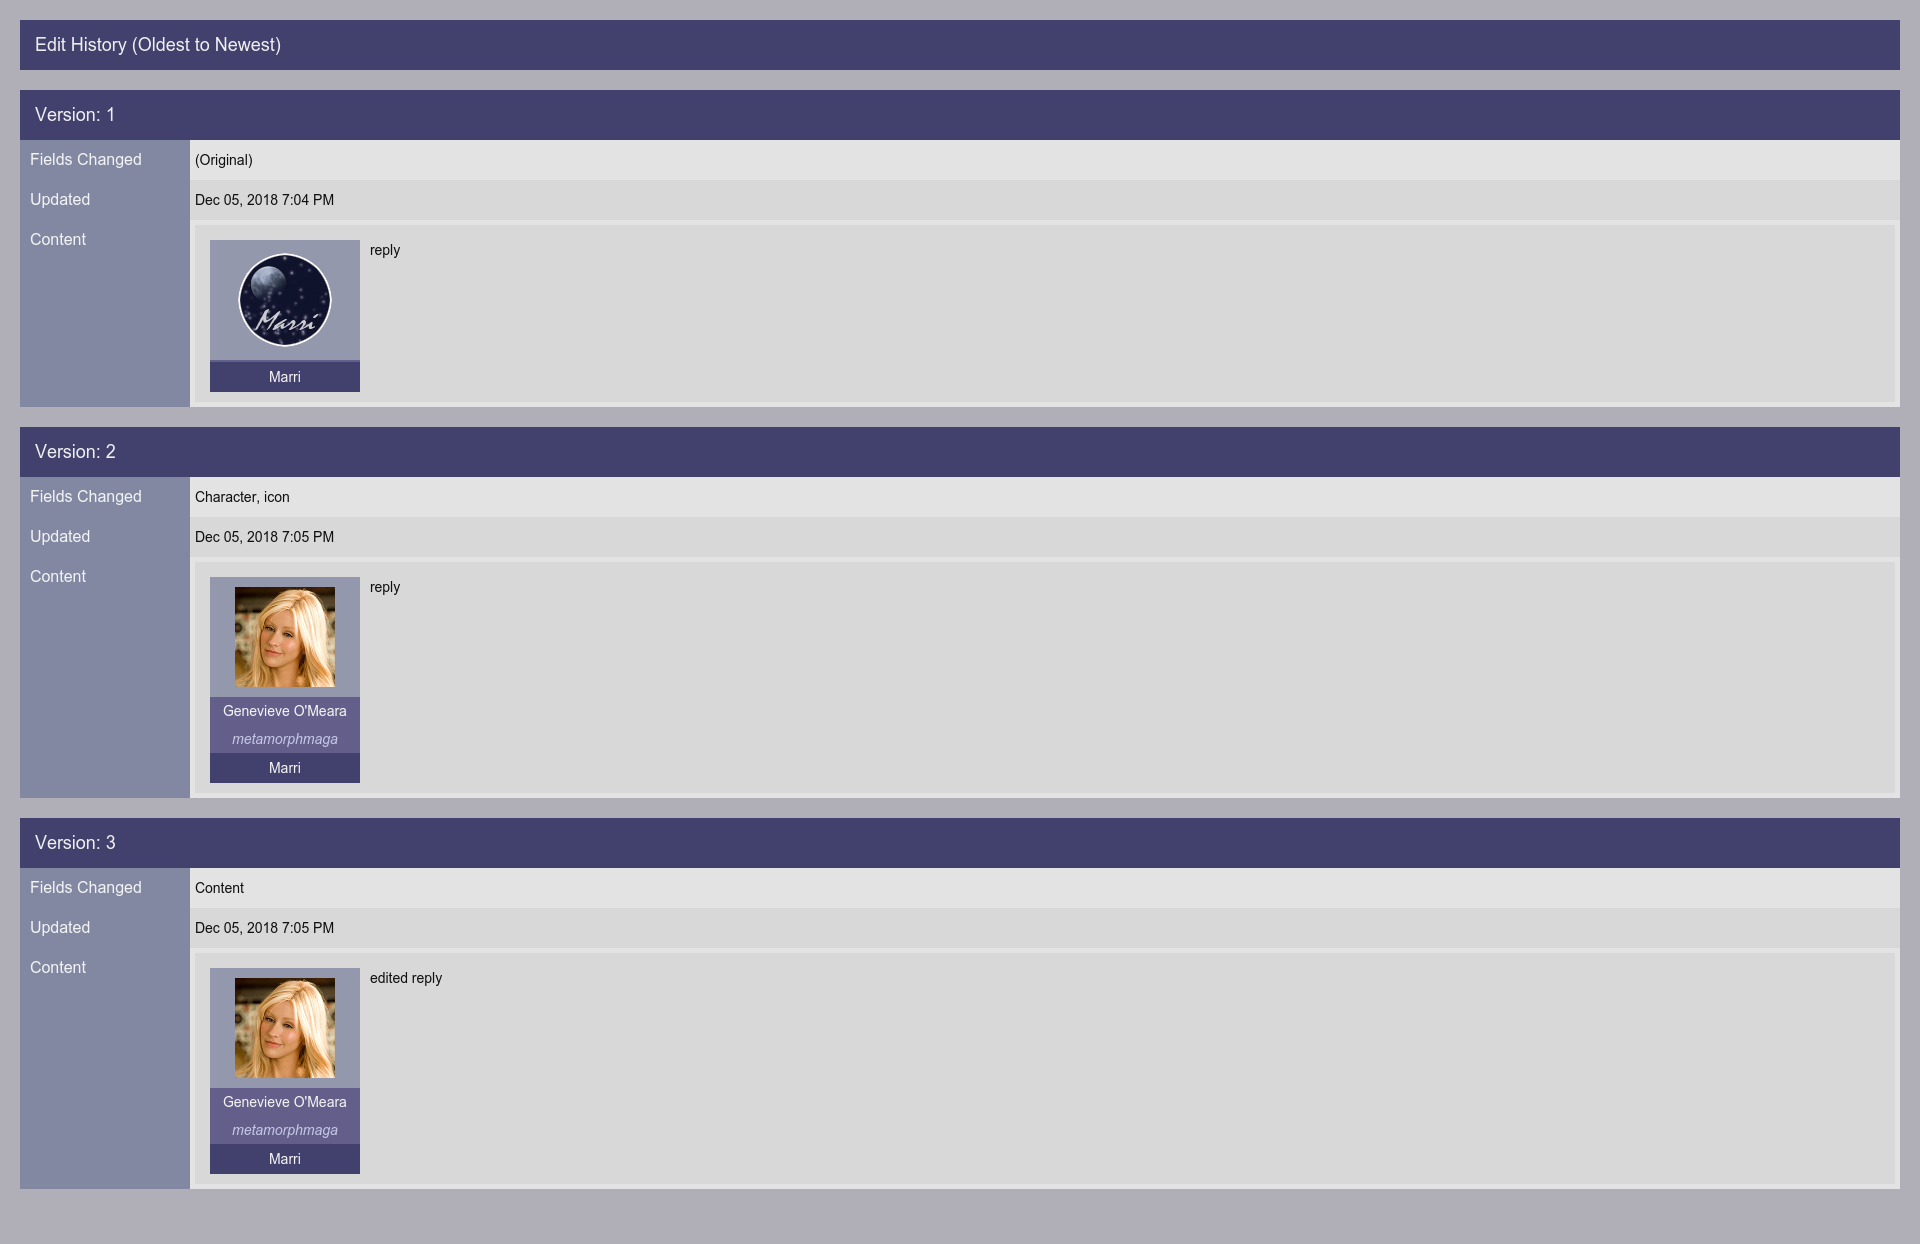 Edit History (Oldest to Newest)
Version: 1
Fields Changed
(Original)
Updated
Dec 05, 2018 7:04 PM
Content
reply
Marri
Marri
Version: 2
Fields Changed
Character, icon
Updated
Dec 05, 2018 7:05 PM
Content
reply
Genevieve O'Meara
metamorphmaga
Marri
Version: 3
Fields Changed
Content
Updated
Dec 05, 2018 7:05 PM
Content
edited reply
Genevieve O'Meara
metamorphmaga
Marri